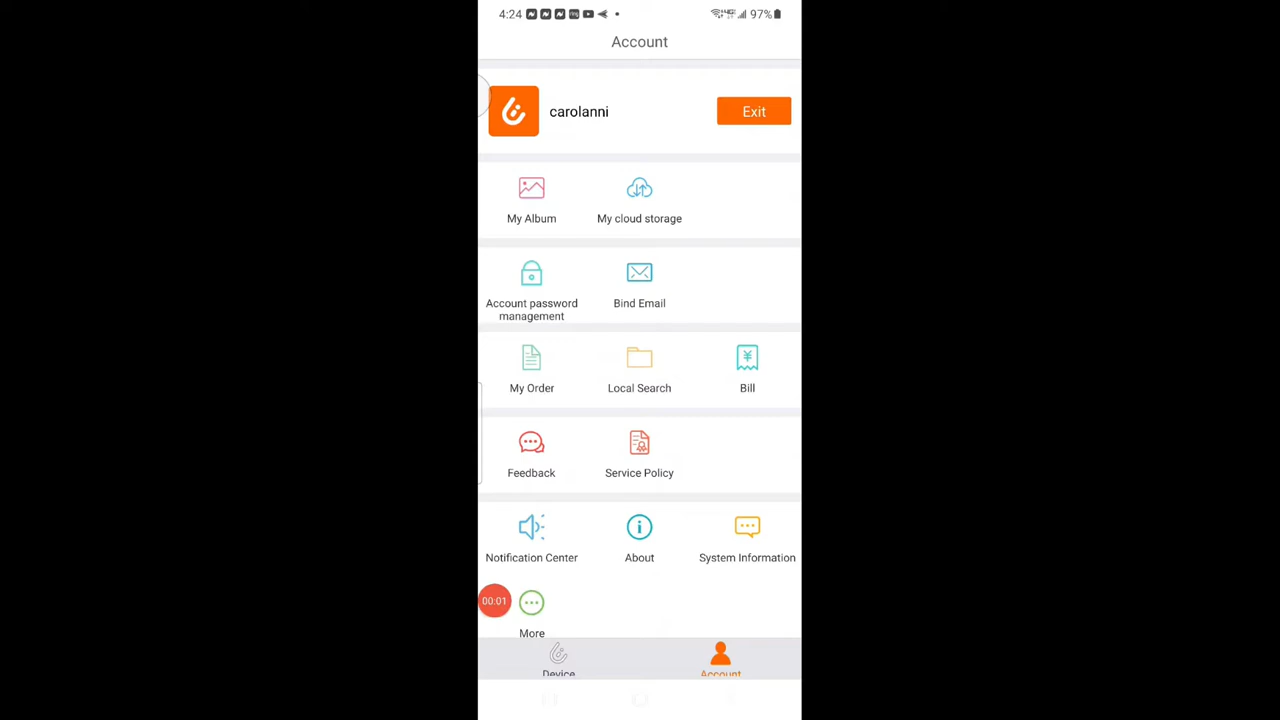 4:24
ring
97%
Account
carolanni
Exit
My Album
My cloud storage
Account password
management
Bind Email
My Order
Local Search
Bill
Feedback
Service Policy
Notification Center
About
System Information
00:01
More
Device
Account